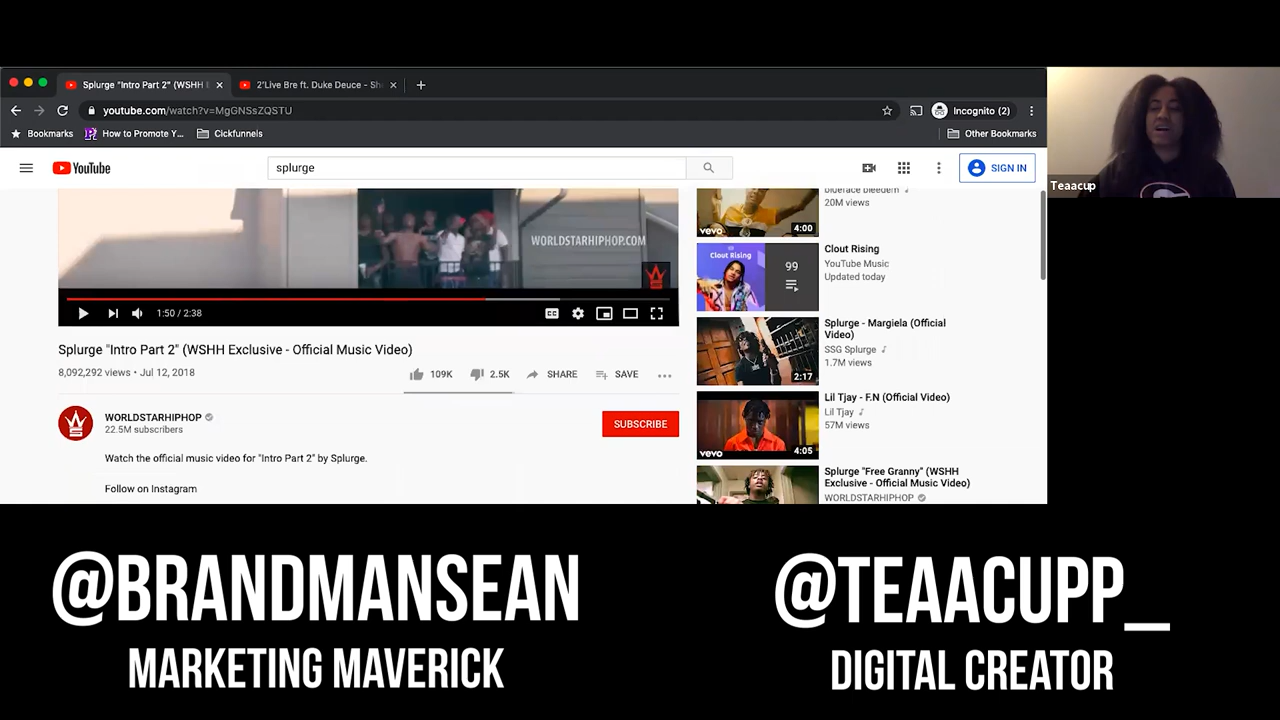 Splurge "Intro Part 2" (WSHH E
2'Live Bre ft. Duke Deuce - Sh
youtube.com/watch?v=MgGNSsZQSTU
Incognito (2)
Bookmarks
How to Promote Y...
Clickfunnels
Other Bookmarks
YouTube
splurge
SIGN IN
Teaacup
WORLDSTARHIPHOP.COM
1:50 / 2:38
CC
Splurge "Intro Part 2" (WSHH Exclusive - Official Music Video)
8,092,292 views • Jul 12, 2018
109K
2.5K
SHARE
SAVE
WORLDSTARHIPHOP
22.5M subscribers
SUBSCRIBE
Watch the official music video for "Intro Part 2" by Splurge.
Follow on Instagram
blueface bleedem
20M views
vevo
4:00
Clout Rising
99
Clout Rising
YouTube Music
Updated today
Splurge - Margiela (Official
Video)
SSG Splurge
1.7M views
2:17
Lil Tjay - F.N (Official Video)
Lil Tjay
57M views
vevo
4:05
Splurge "Free Granny" (WSHH
Exclusive - Official Music Video)
WORLDSTARHIPHOP
@BRANDMANSEAN
MARKETING MAVERICK
@TEAACUPP_
DIGITAL CREATOR